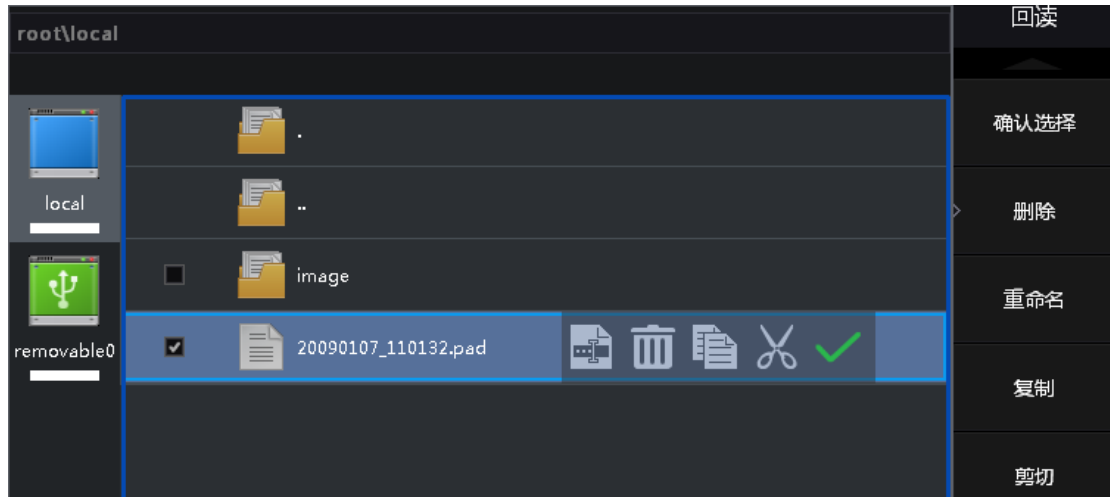 root\local
回读
确认选择
删除
重命名
复制
剪切
local
removable0
.
..
image
20090107_110132.pad